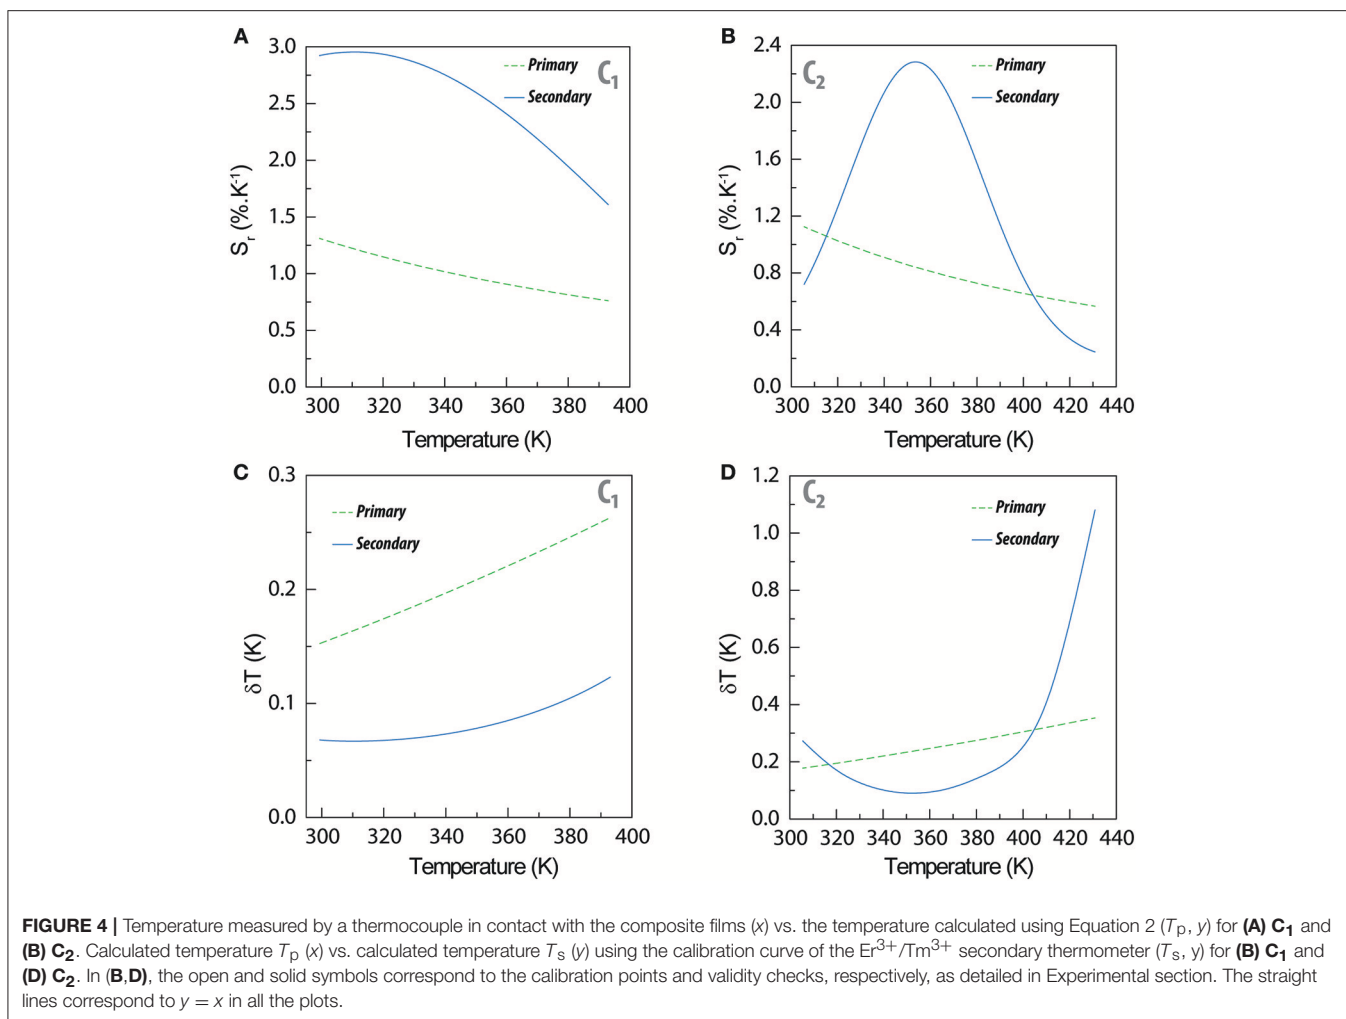 A
B
3.0
2.5
2.0
1.5
1.0
0.5
0.0
Sr (%.K-1)
Primary
Secondary
C1
300 320 340 360 380 400
Temperature (K)
2.4
2.0
1.6
1.2
0.8
0.4
0.0
Sr (%.K-1)
C2
Primary
Secondary
300 320 340 360 380 400 420 440
Temperature (K)
C
D
0.3
0.2
0.1
0.0
δT (K)
Primary
Secondary
C1
300 320 340 360 380 400
Temperature (K)
1.2
1.0
0.8
0.6
0.4
0.2
0.0
δT (K)
C2
Primary
Secondary
300 320 340 360 380 400 420 440
Temperature (K)
FIGURE 4 | Temperature measured by a thermocouple in contact with the composite films (x) vs. the temperature calculated using Equation 2 (Tp, y) for (A) C1 and
(B) C2. Calculated temperature Tp (x) vs. calculated temperature Ts (y) using the calibration curve of the Er3+/Tm3+ secondary thermometer (Ts, y) for (B) C1 and
(D) C2. In (B,D), the open and solid symbols correspond to the calibration points and validity checks, respectively, as detailed in Experimental section. The straight
lines correspond to y = x in all the plots.